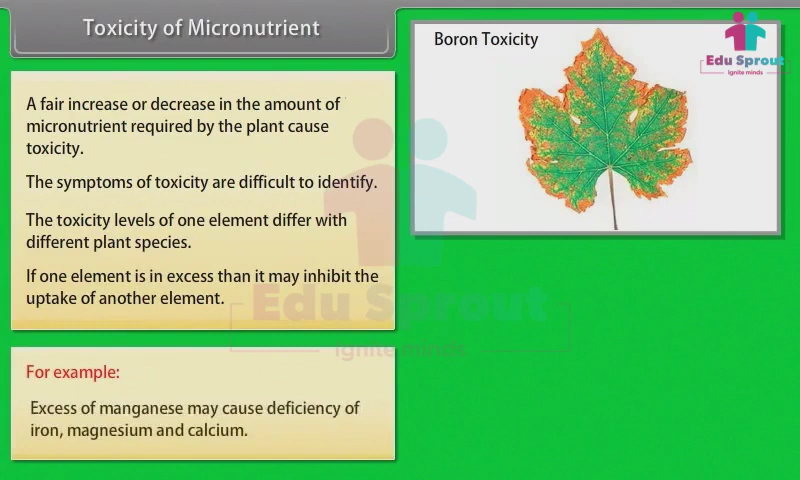 Toxicity of Micronutrient
A fair increase or decrease in the amount of
micronutrient required by the plant cause
toxicity.
The symptoms of toxicity are difficult to identify.
The toxicity levels of one element differ with
different plant species.
If one element is in excess than it may inhibit the
uptake of another element.
For example:
Excess of manganese may cause deficiency of
iron, magnesium and calcium.
Boron Toxicity
Edu Sprout
Ignite minds
Edu Sprout
Ignite minds